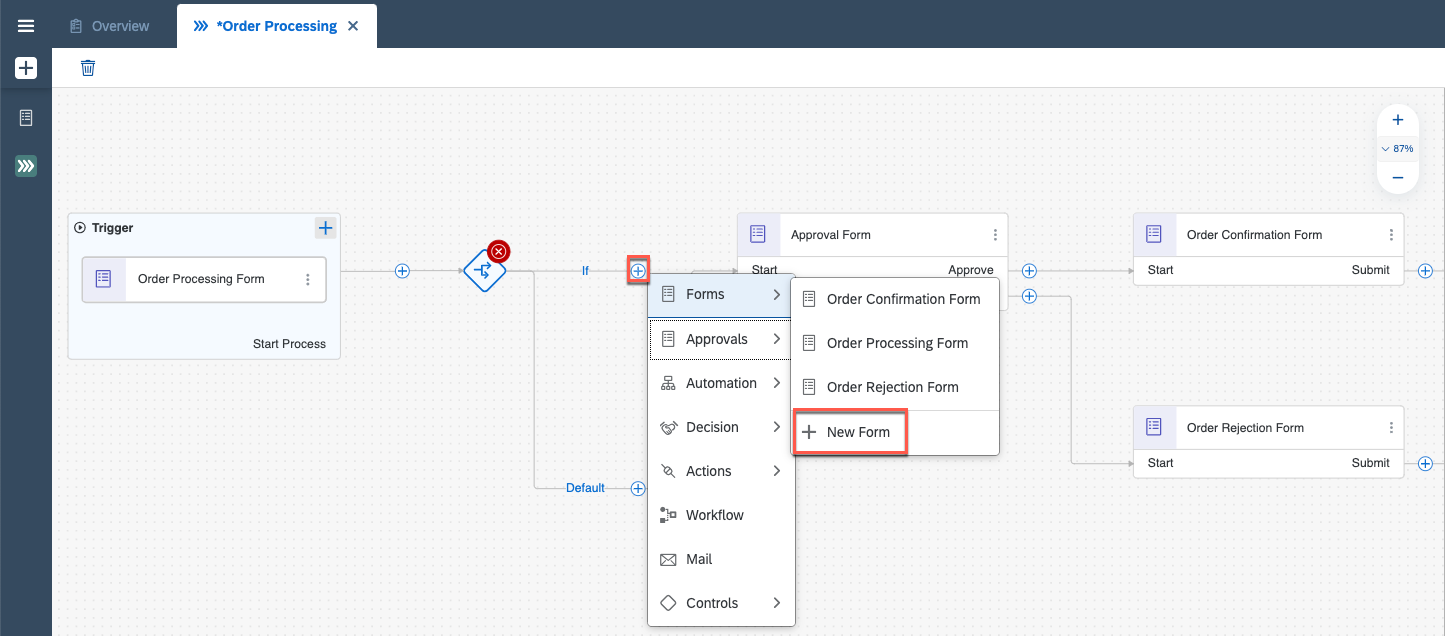 Overview
*Order Processing
87%
Trigger
Order Processing Form
Start Process
If
Default
Approval Form
Start
Approve
Order Confirmation Form
Start
Submit
Order Rejection Form
Start
Submit
Forms
Approvals
Automation
Decision
Actions
Workflow
Mail
Controls
Order Confirmation Form
Order Processing Form
Order Rejection Form
New Form